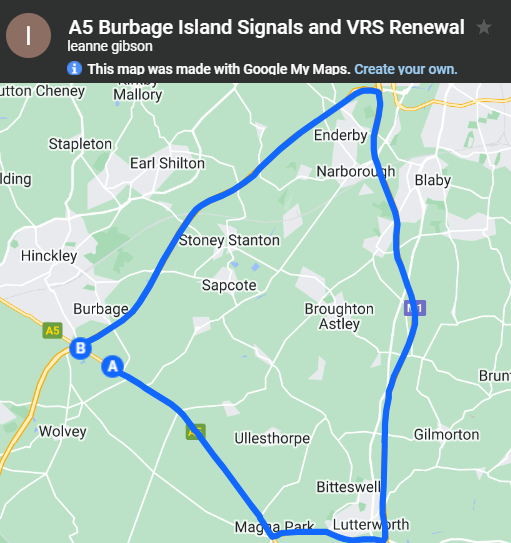 I
A5 Burbage Island Signals and VRS Renewal
leanne gibson
i
This map was made with Google My Maps. Create your own.
utton Cheney
Kirkby
Mallory
Enderby
Stapleton
Earl Shilton
Narborough
Blaby
lding
Stoney Stanton
Hinckley
Sapcote
Burbage
Broughton
Astley
M1
A5
B
A
Brunt
Wolvey
A5
Ullesthorpe
Gilmorton
Bitteswell
Magna Park
Lutterworth